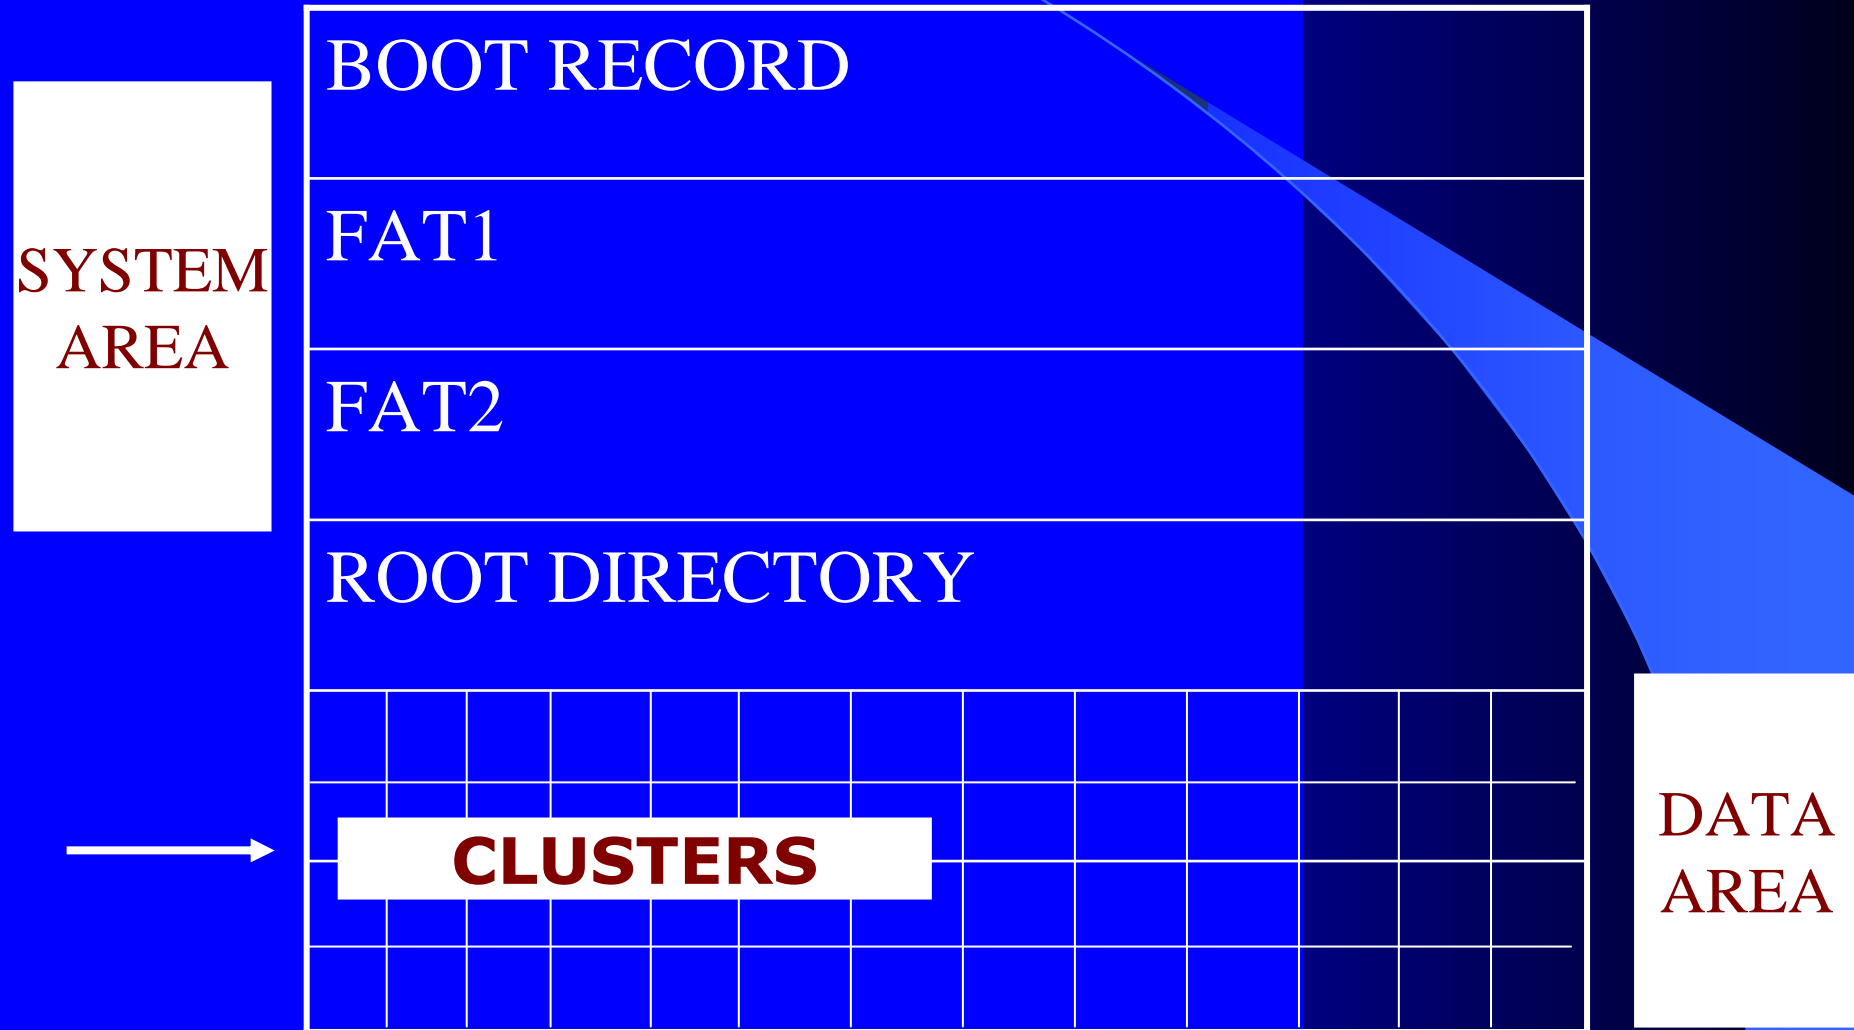 BOOT RECORD
SYSTEM
AREA
FAT1
FAT2
ROOT DIRECTORY
CLUSTERS
DATA
AREA